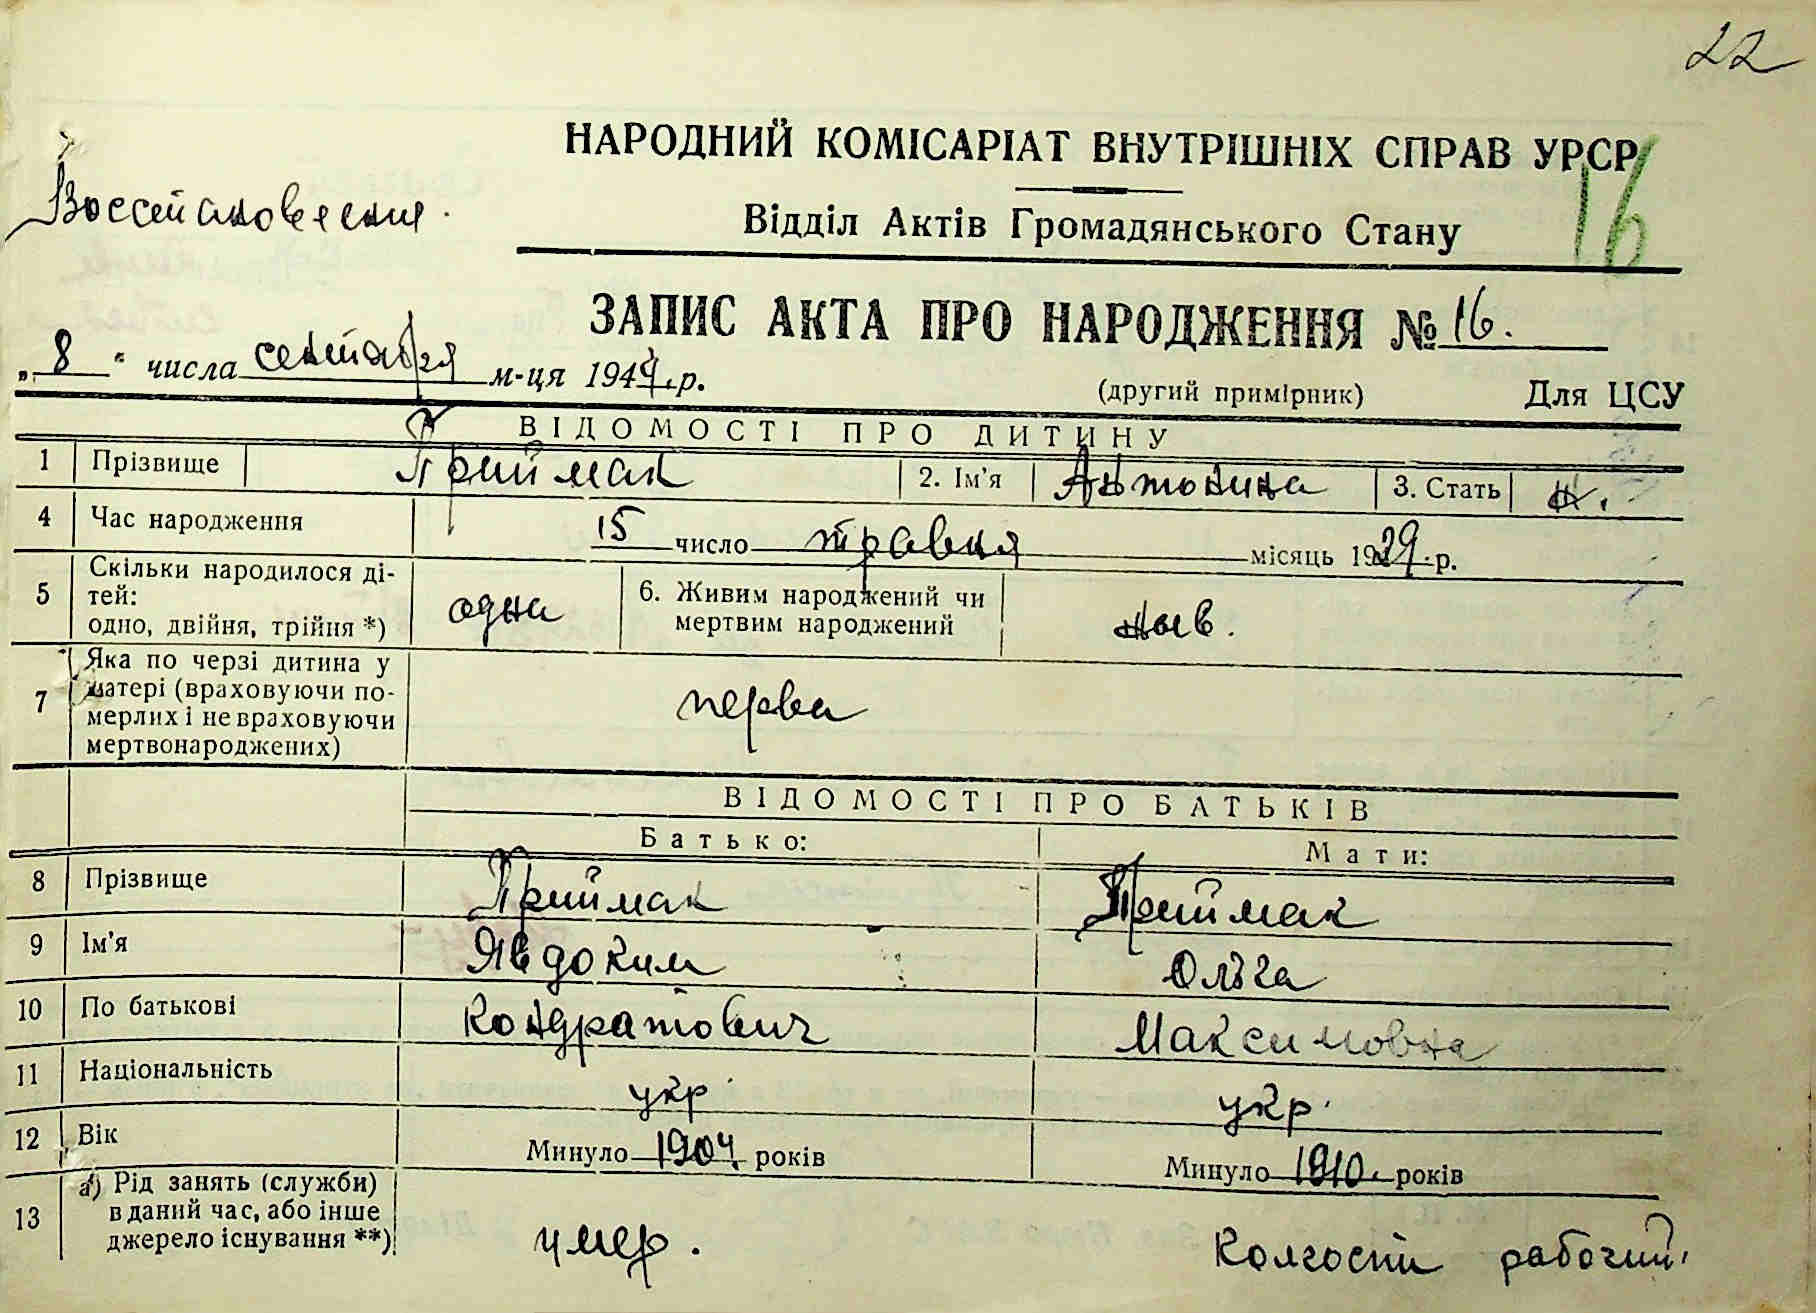 22
НАРОДНИЙ КОМІСАРІАТ ВНУТРІШНІХ СПРАВ УРСР
16
Восстановление.
Відділ Актів Громадянського Стану
ЗАПИС АКТА ПРО НАРОДЖЕННЯ № 16.
„ 8 “ числа сентября м-ця 1944 р.
(другий примірник) Для ЦСУ
ВІДОМОСТІ ПРО ДИТИНУ
1 Прізвище Приймак 2. Ім'я Антонина 3. Стать ж.
4 Час народження 15 число травня місяць 1929 р.
5 Скільки народилося ді-
тей:
одно, двійня, трійня *) одна
6. Живим народжений чи
мертвим народжений жив.
7 Яка по черзі дитина у
матері (враховуючи по-
мерлих і не враховуючи
мертвонароджених) перва
ВІДОМОСТІ ПРО БАТЬКІВ
Батько: Мати:
8 Прізвище Приймак Приймак
9 Ім'я Явдоким Ольга
10 По батькові Кондратович Максимовна
11 Національність укр. укр.
12 Вік Минуло 1904 років Минуло 1910. років
13 а) Рід занять (служби)
в даний час, або інше
джерело існування **) умер. Колгосп рабочий.